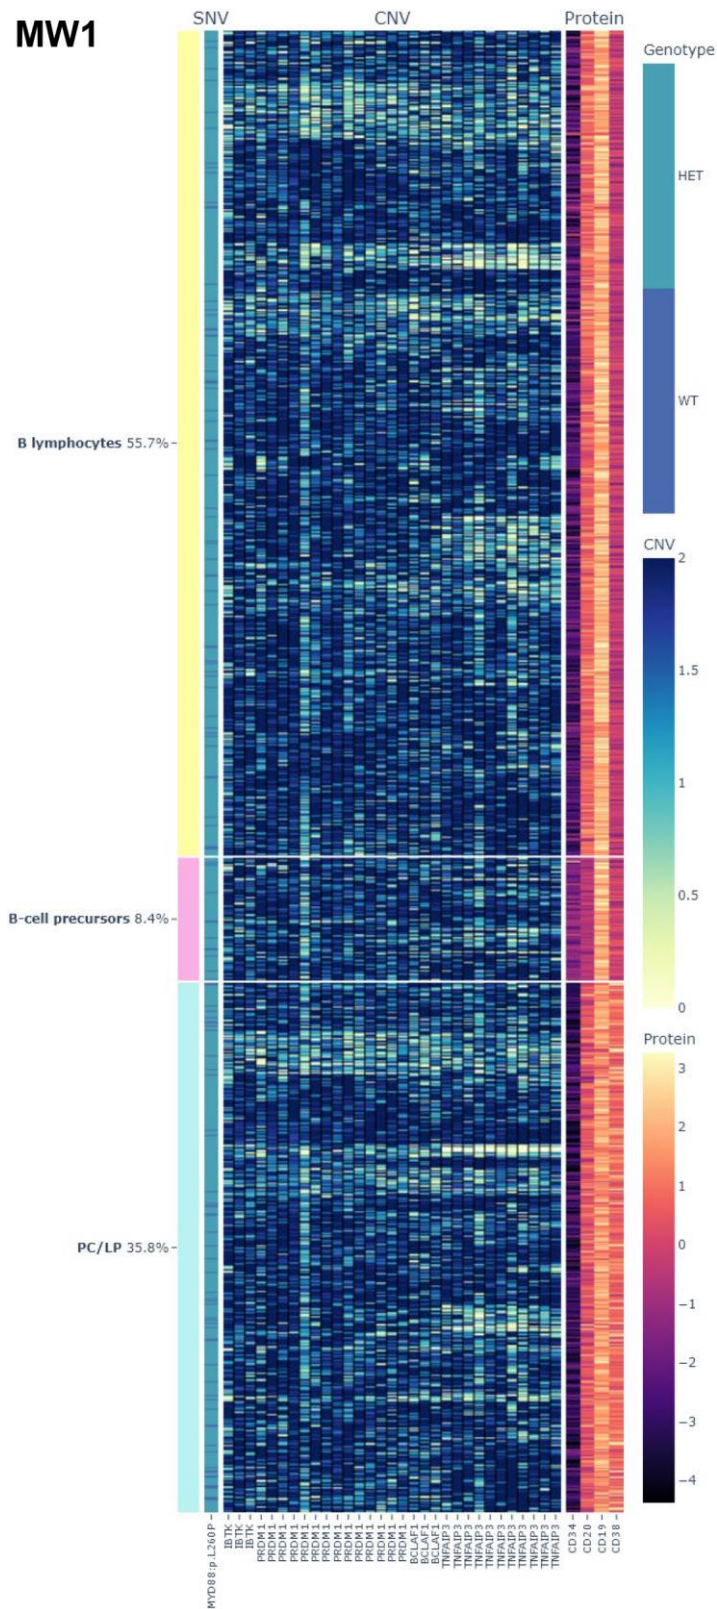 MW1
SNV
CNV
Protein
Genotype
HET
WT
CNV
2
1.5
1
0.5
0
Protein
3
2
1
0
−1
−2
−3
−4
B lymphocytes 55.7%
B-cell precursors 8.4%
PC/LP 35.8%
MYD88:p.L260P
IBTK
IBTK
IBTK
PRDM1
PRDM1
PRDM1
PRDM1
PRDM1
PRDM1
PRDM1
PRDM1
PRDM1
PRDM1
PRDM1
PRDM1
PRDM1
PRDM1
BCLAF1
BCLAF1
BCLAF1
TNFAIP3
TNFAIP3
TNFAIP3
TNFAIP3
TNFAIP3
TNFAIP3
TNFAIP3
TNFAIP3
TNFAIP3
TNFAIP3
TNFAIP3
CD34
CD20
CD19
CD38